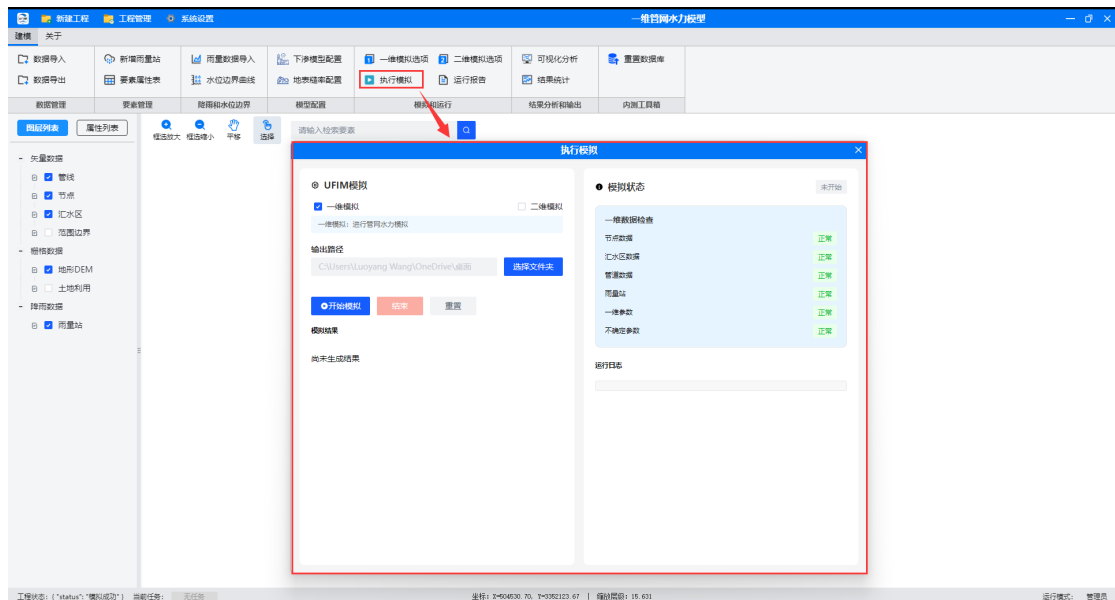 新建工程 工程管理 系统设置 一维管网水力模型
建模 关于
数据导入 新增雨量站 雨量数据导入 下渗模型配置 一维模拟选项 二维模拟选项 可视化分析 重置数据库
数据导出 要素属性表 水位边界曲线 地表糙率配置 执行模拟 运行报告 结果统计
数据管理 要素管理 降雨和水位边界 模型配置 模拟和运行 结果分析和输出 内测工具箱
图层列表 属性列表 框选放大 框选缩小 平移 选择 请输入检索要素
矢量数据
管线
节点
汇水区
范围边界
栅格数据
地形DEM
土地利用
降雨数据
雨量站
执行模拟
UFIM模拟
一维模拟 二维模拟
一维模拟：进行管网水力模拟
输出路径
C:\Users\Luoyang Wang\OneDrive\桌面 选择文件夹
开始模拟 结束 重置
模拟结果
尚未生成结果
模拟状态 未开始
一维数据检查
节点数据 正常
汇水区数据 正常
管道数据 正常
雨量站 正常
一维参数 正常
不确定参数 正常
运行日志
工程状态：{"status": "模拟成功"} 当前任务： 无任务 坐标：X=504530.70, Y=3352123.67 | 缩放层级：15.631 运行模式： 管理员